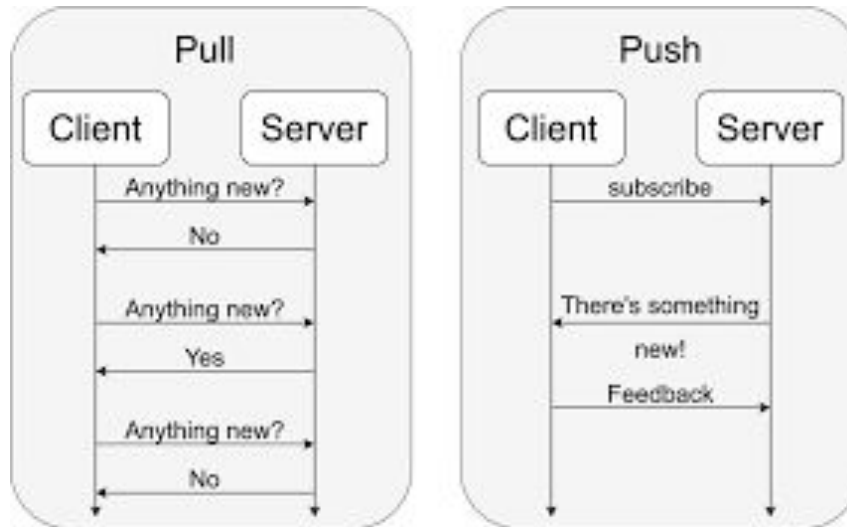 Pull
Client Server
Anything new?
No
Anything new?
Yes
Anything new?
No
Push
Client Server
subscribe
There's something
new!
Feedback